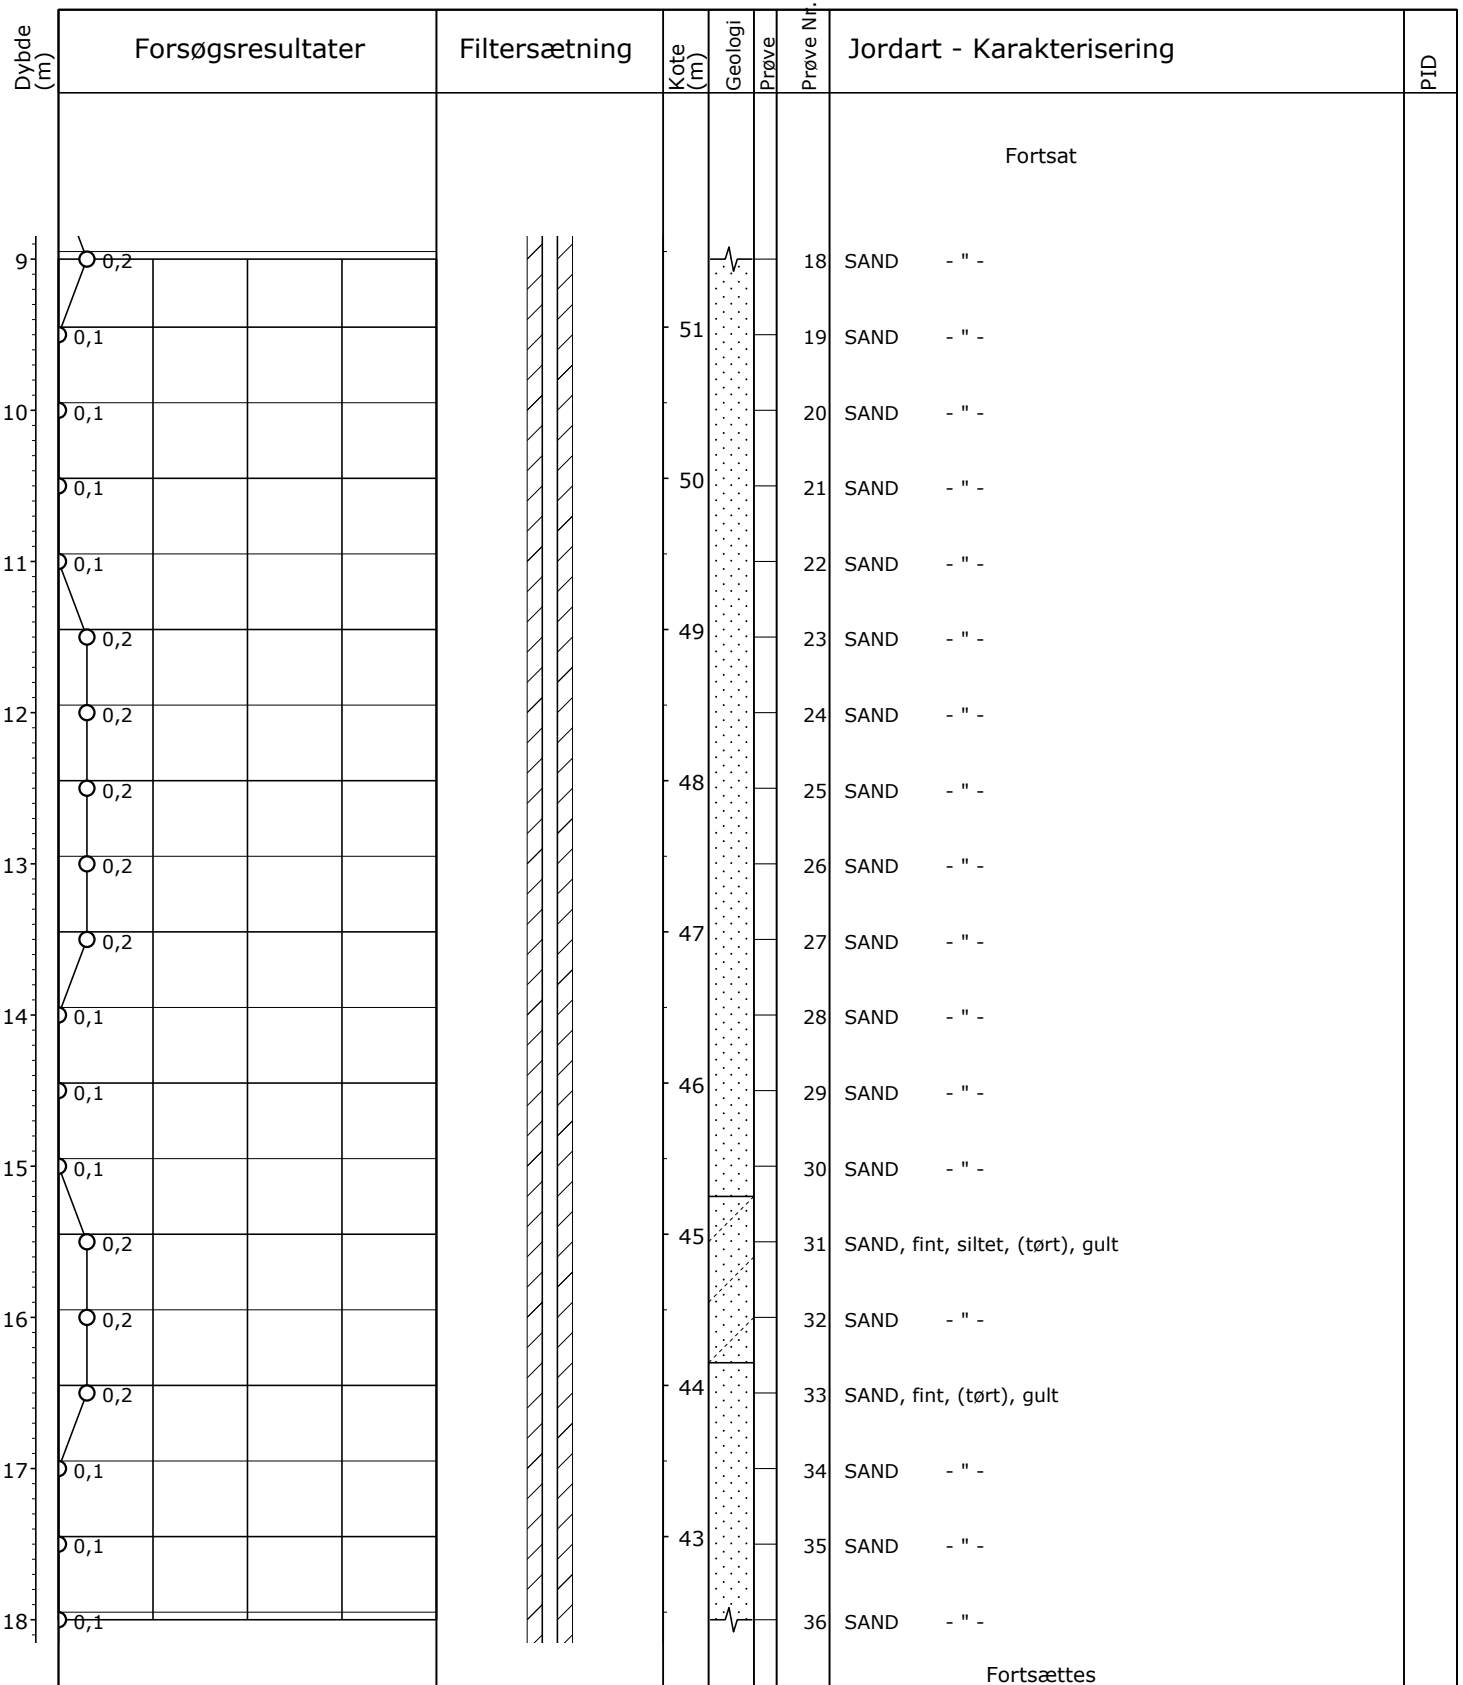 Dybde (m) Forsøgsresultater Filtersætning Kote (m) Geologi Prøve Prøve Nr. Jordart - Karakterisering PID
Fortsat
9 0,2 18 SAND - " -
0,1 51 19 SAND - " -
10 0,1 20 SAND - " -
0,1 50 21 SAND - " -
11 0,1 22 SAND - " -
0,2 49 23 SAND - " -
12 0,2 24 SAND - " -
0,2 48 25 SAND - " -
13 0,2 26 SAND - " -
0,2 47 27 SAND - " -
14 0,1 28 SAND - " -
0,1 46 29 SAND - " -
15 0,1 30 SAND - " -
0,2 45 31 SAND, fint, siltet, (tørt), gult
16 0,2 32 SAND - " -
0,2 44 33 SAND, fint, (tørt), gult
17 0,1 34 SAND - " -
0,1 43 35 SAND - " -
18 0,1 36 SAND - " -
Fortsættes